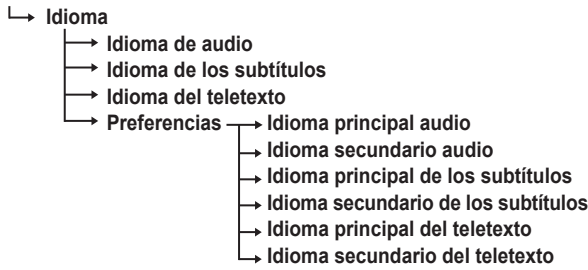 Idioma
Idioma de audio
Idioma de los subtítulos
Idioma del teletexto
Preferencias
Idioma principal audio
Idioma secundario audio
Idioma principal de los subtítulos
Idioma secundario de los subtítulos
Idioma principal del teletexto
Idioma secundario del teletexto